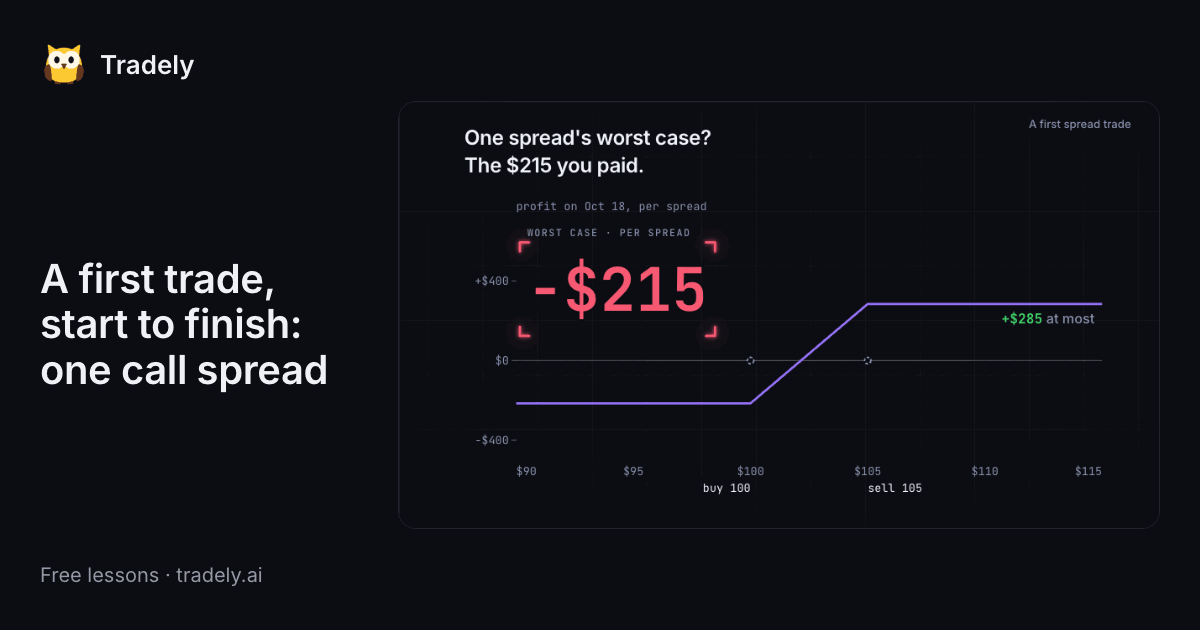 Tradely
A first trade,
start to finish:
one call spread
Free lessons · tradely.ai
A first spread trade
One spread's worst case?
The $215 you paid.
profit on Oct 18, per spread
WORST CASE · PER SPREAD
-$215
+$400
$0
-$400
+$285 at most
$90 $95 $100 $105 $110 $115
buy 100 sell 105